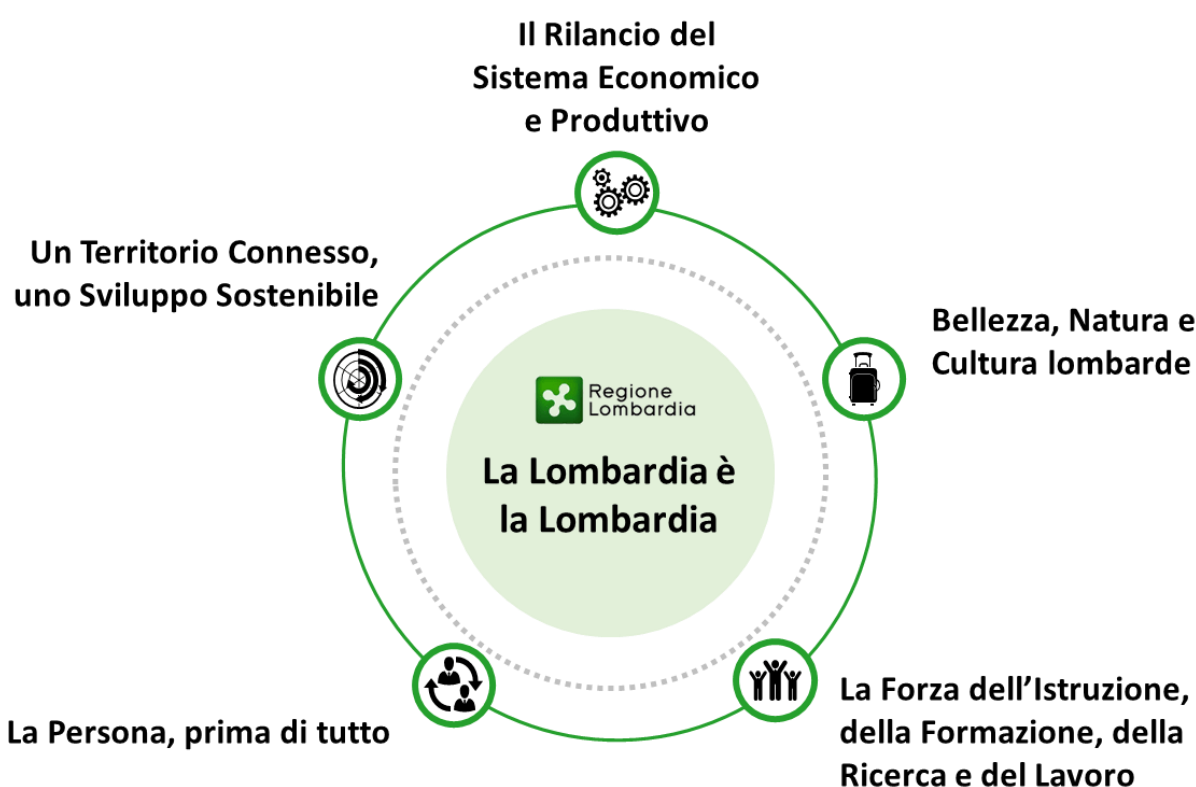 Il Rilancio del
Sistema Economico
e Produttivo
Un Territorio Connesso,
uno Sviluppo Sostenibile
Bellezza, Natura e
Cultura lombarde
Regione
Lombardia
La Lombardia è
la Lombardia
La Persona, prima di tutto
La Forza dell’Istruzione,
della Formazione, della
Ricerca e del Lavoro